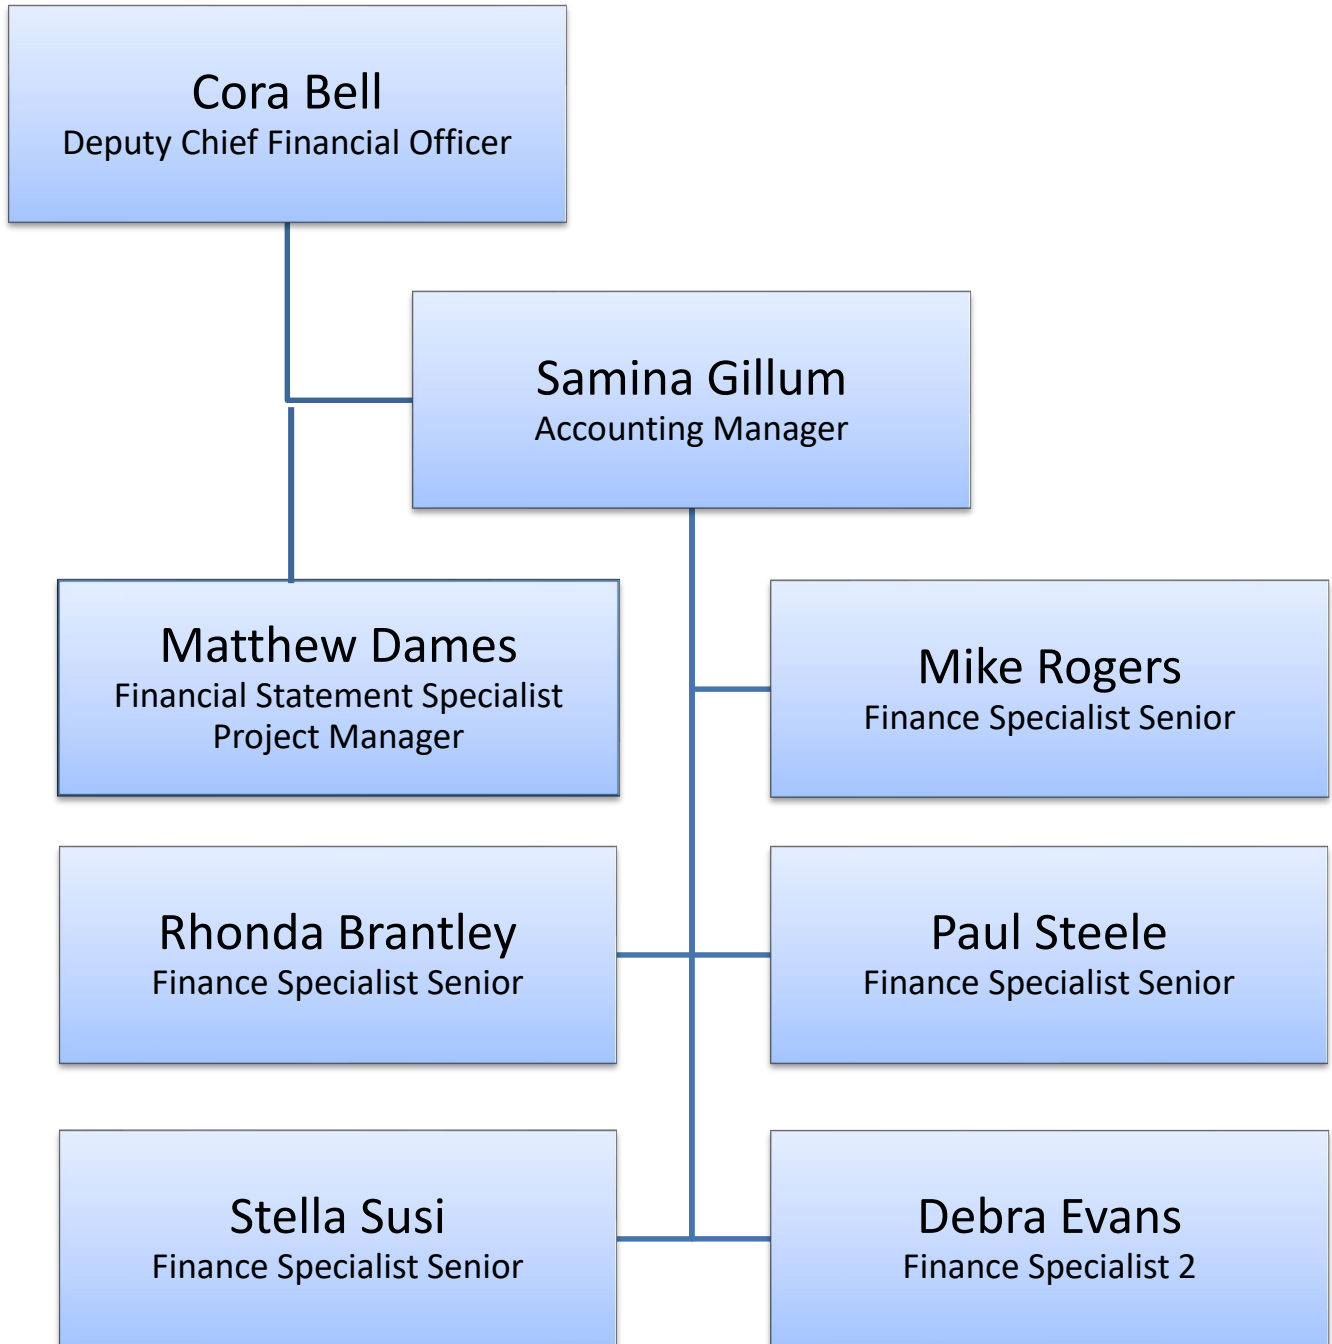 Cora Bell
Deputy Chief Financial Officer
Samina Gillum
Accounting Manager
Matthew Dames
Financial Statement Specialist
Project Manager
Mike Rogers
Finance Specialist Senior
Rhonda Brantley
Finance Specialist Senior
Paul Steele
Finance Specialist Senior
Stella Susi
Finance Specialist Senior
Debra Evans
Finance Specialist 2